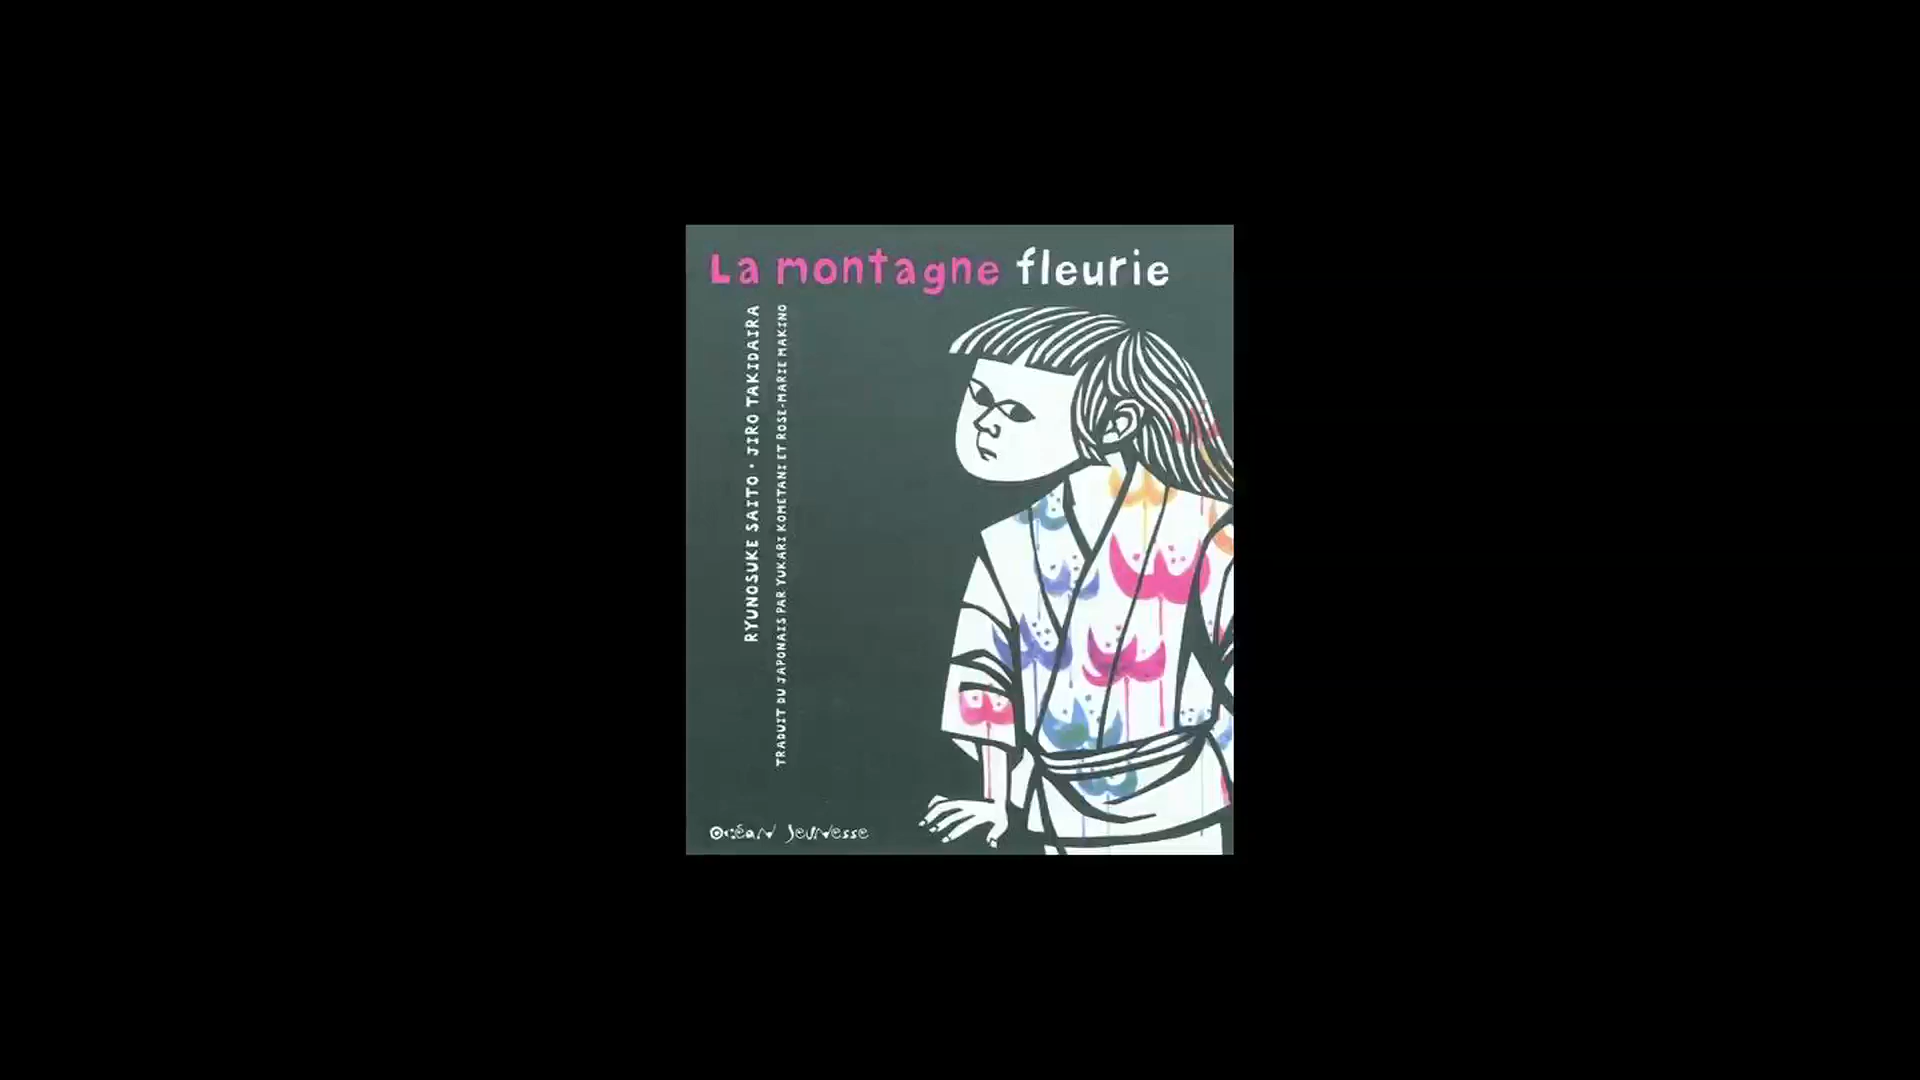 La montagne fleurie
RYUNOSUKE SAITO • JIRO TAKIDAIRA
TRADUIT DU JAPONAIS PAR YUKARI KOMETANI ET ROSE-MARIE MAKINO
Océan Jeunesse